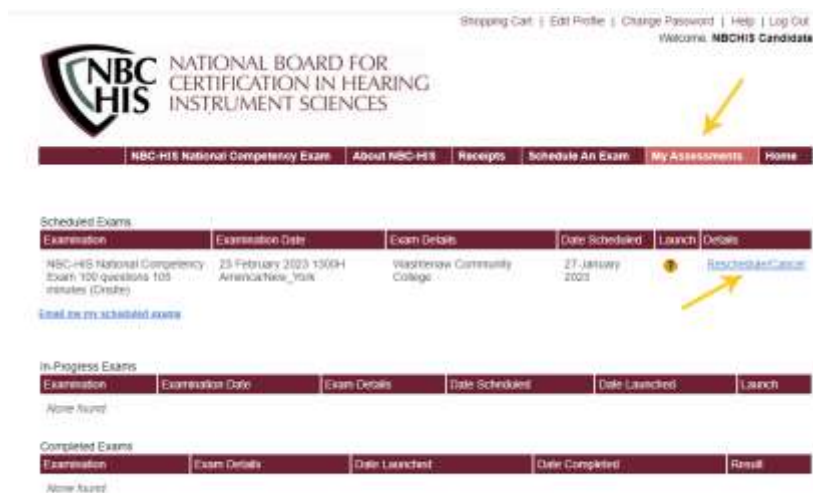 Shopping Cart | Edit Profile | Change Password | Help | Log Out
Welcome, NBCHIS Candidate
NBC HIS
NATIONAL BOARD FOR
CERTIFICATION IN HEARING
INSTRUMENT SCIENCES
NBC-HIS National Competency Exam About NBC-HIS Receipts Schedule An Exam My Assessments Home
Scheduled Exams
Examination Examination Date Exam Details Date Scheduled Launch Details
NBC-HIS National Competency 23 February 2023 1300H Washtenaw Community 27 January ? Reschedule/Cancel
Exam 100 questions 105 America/New_York College 2023
minutes (Onsite)
Email me my scheduled exams
In-Progress Exams
Examination Examination Date Exam Details Date Scheduled Date Launched Launch
None found
Completed Exams
Examination Exam Details Date Launched Date Completed Result
None found